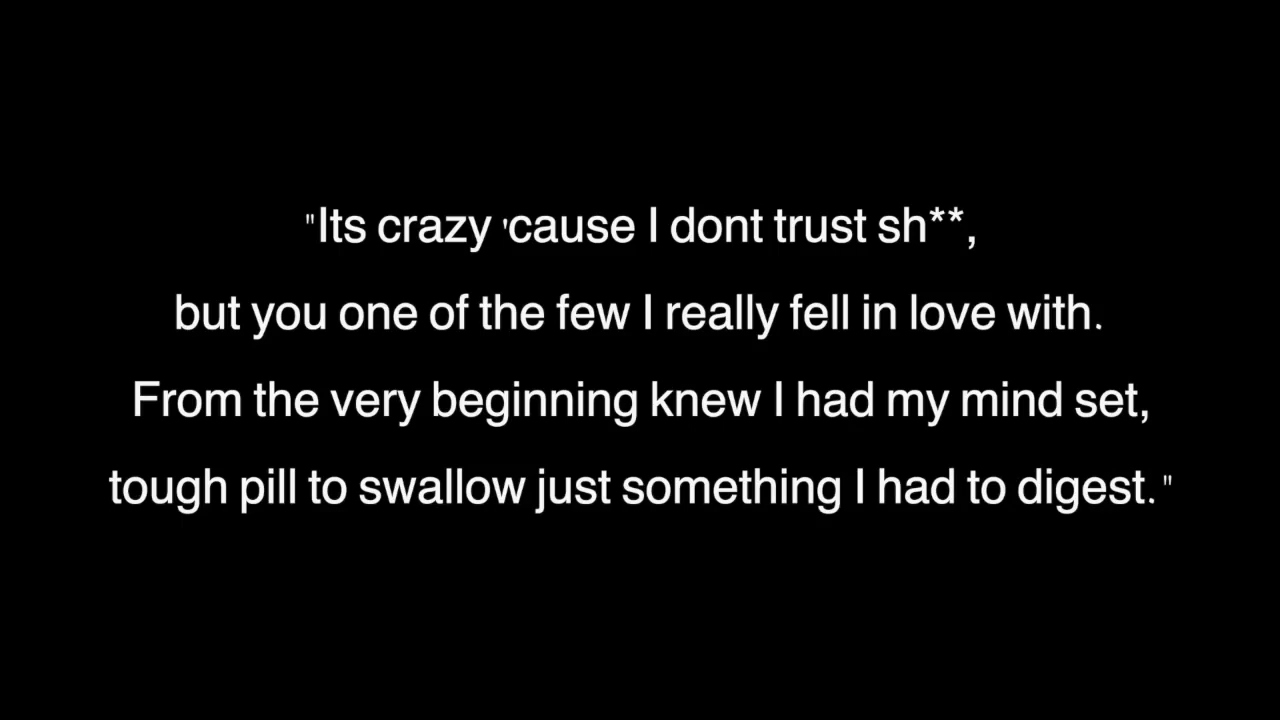 "Its crazy 'cause I dont trust sh**,
but you one of the few I really fell in love with.
From the very beginning knew I had my mind set,
tough pill to swallow just something I had to digest."